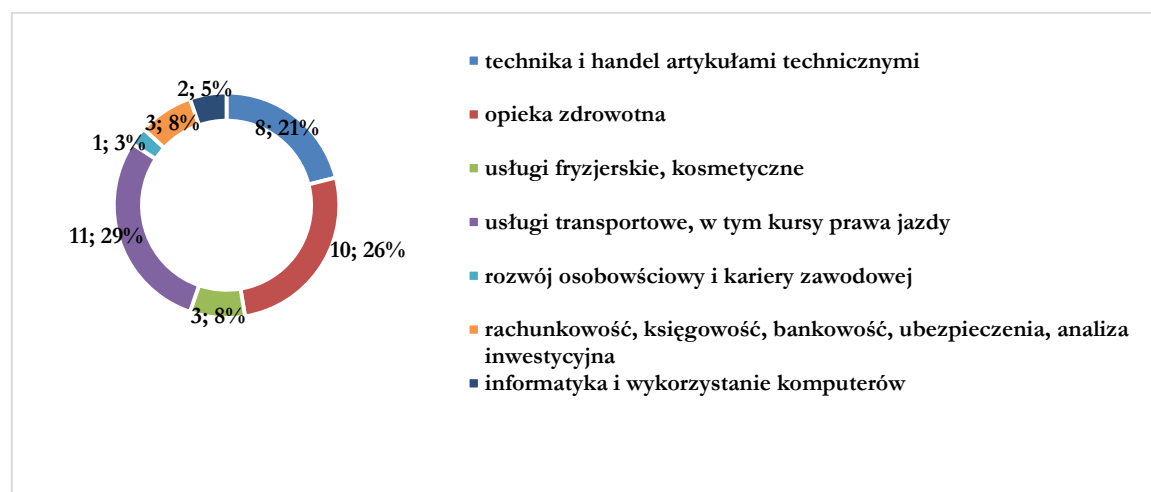 2; 5%
3; 8%
8; 21%
1; 3%
11; 29%
10; 26%
3; 8%
technika i handel artykułami technicznymi
opieka zdrowotna
usługi fryzjerskie, kosmetyczne
usługi transportowe, w tym kursy prawa jazdy
rozwój osobowściowy i kariery zawodowej
rachunkowość, księgowość, bankowość, ubezpieczenia, analiza
inwestycyjna
informatyka i wykorzystanie komputerów